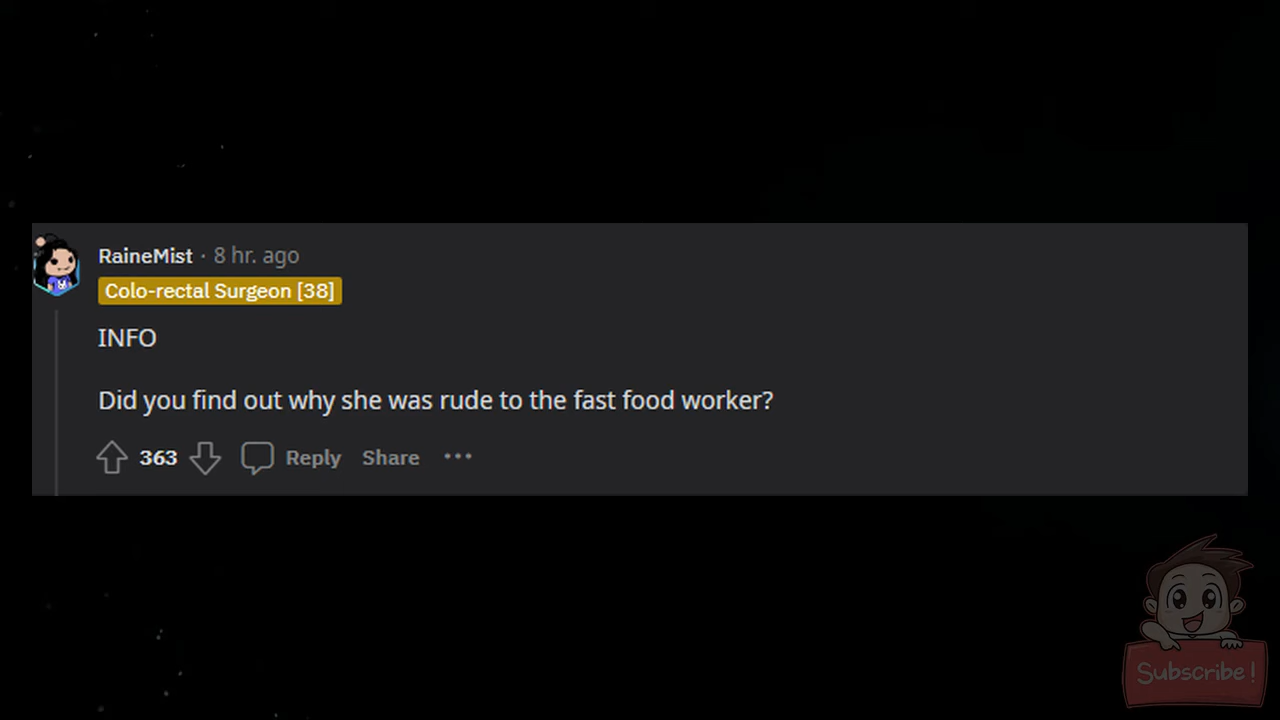 RaineMist · 8 hr. ago
Colo-rectal Surgeon [38]
INFO
Did you find out why she was rude to the fast food worker?
363 Reply Share ···
Subscribe!